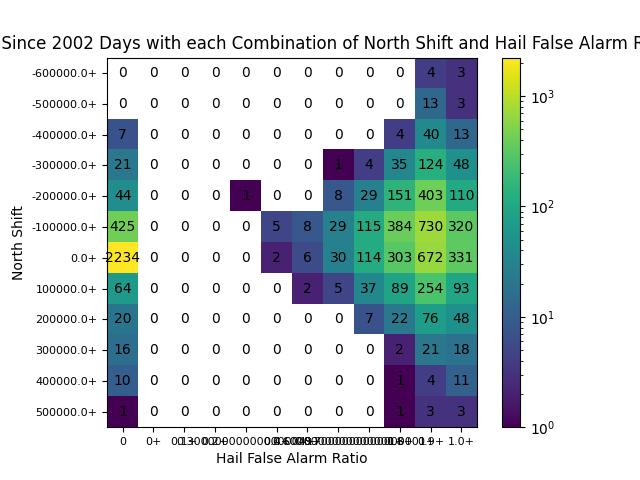 Since 2002 Days with each Combination of North Shift and Hail False Alarm R
-600000.0+ 0 0 0 0 0 0 0 0 0 0 4 3
-500000.0+ 0 0 0 0 0 0 0 0 0 0 13 3
-400000.0+ 7 0 0 0 0 0 0 0 0 4 40 13
-300000.0+ 21 0 0 0 0 0 0 1 4 35 124 48
-200000.0+ 44 0 0 0 1 0 0 8 29 151 403 110
-100000.0+ 425 0 0 0 0 5 8 29 115 384 730 320
0.0+ 2234 0 0 0 0 2 6 30 114 303 672 331
100000.0+ 64 0 0 0 0 0 2 5 37 89 254 93
200000.0+ 20 0 0 0 0 0 0 0 7 22 76 48
300000.0+ 16 0 0 0 0 0 0 0 0 2 21 18
400000.0+ 10 0 0 0 0 0 0 0 0 1 4 11
500000.0+ 1 0 0 0 0 0 0 0 0 1 3 3
0 0+ 1.0+
Hail False Alarm Ratio
North Shift
10³
10²
10¹
10⁰